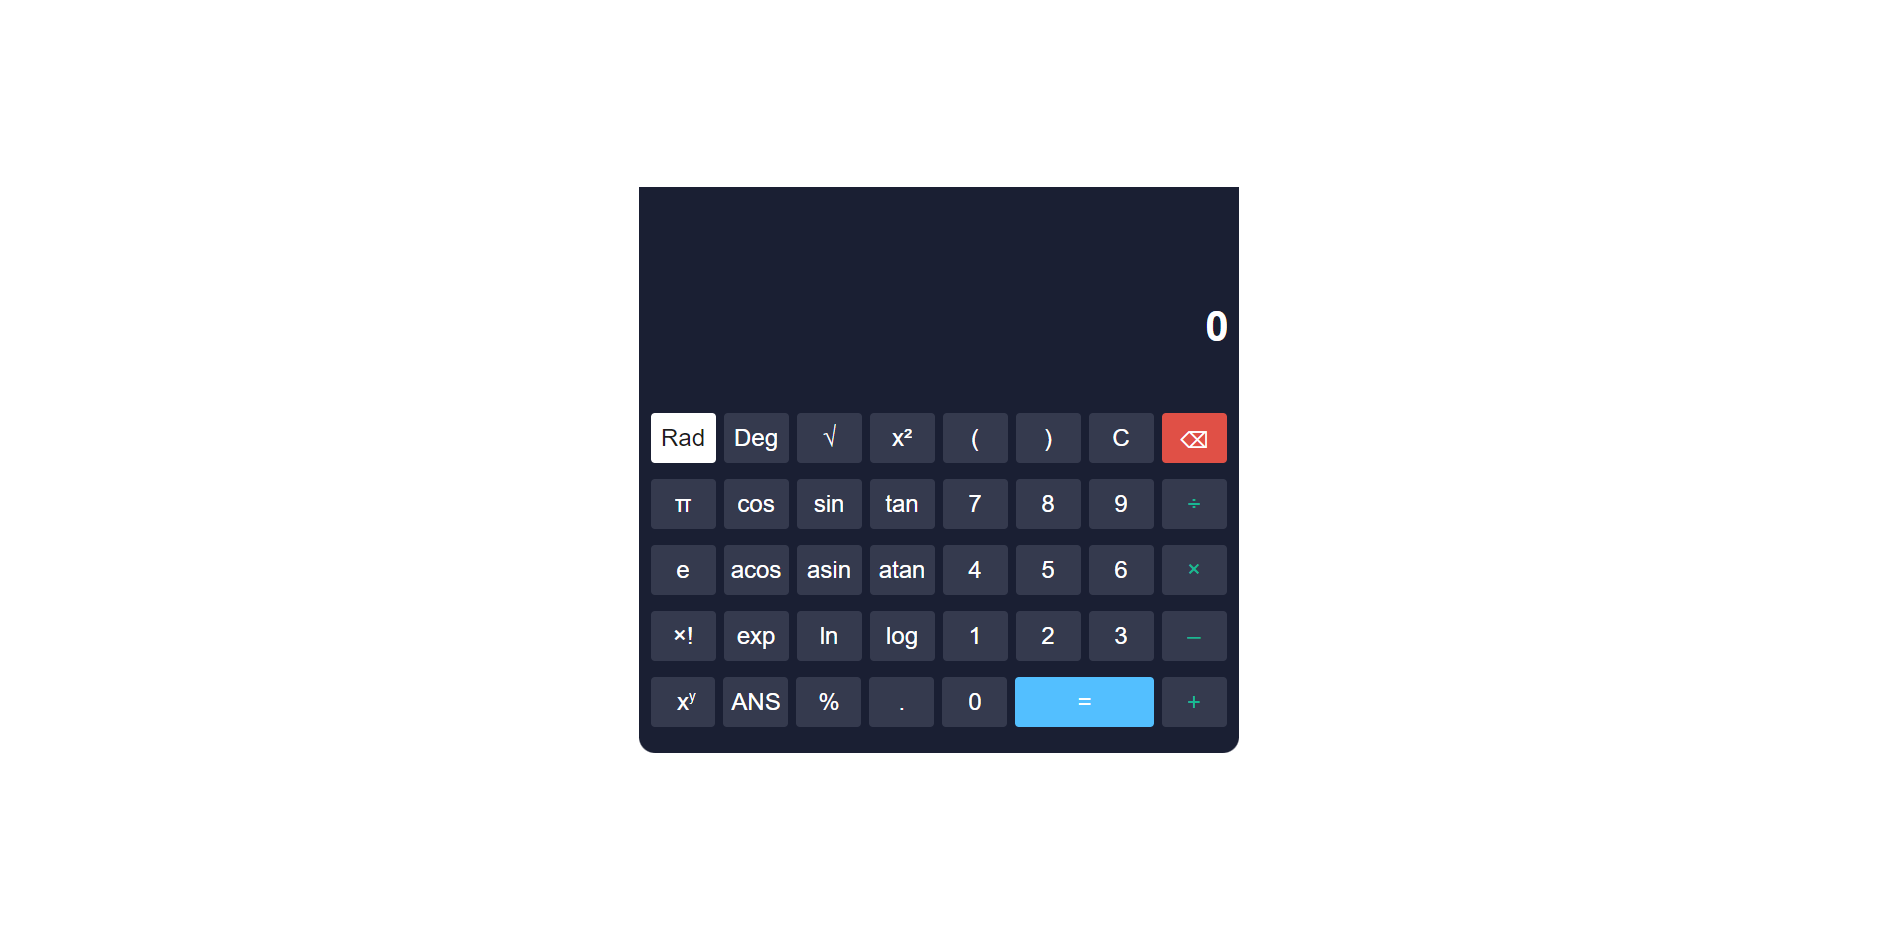 0
Rad Deg √ x² ( ) C ⌫
π cos sin tan 7 8 9 ÷
e acos asin atan 4 5 6 ×
×! exp ln log 1 2 3 –
xʸ ANS % . 0 = +